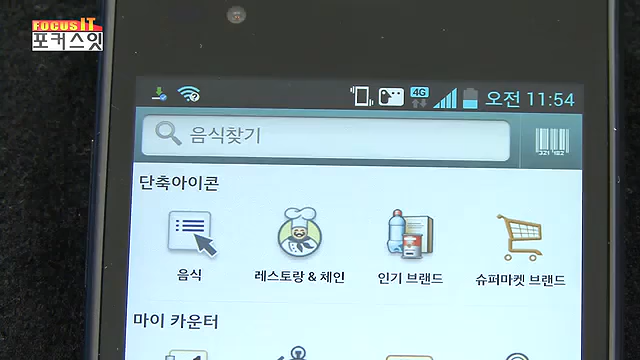 FOCUS IT
포커스잇
4G 오전 11:54
음식찾기
단축아이콘
음식 레스토랑 & 체인 인기 브랜드 슈퍼마켓 브랜드
마이 카운터